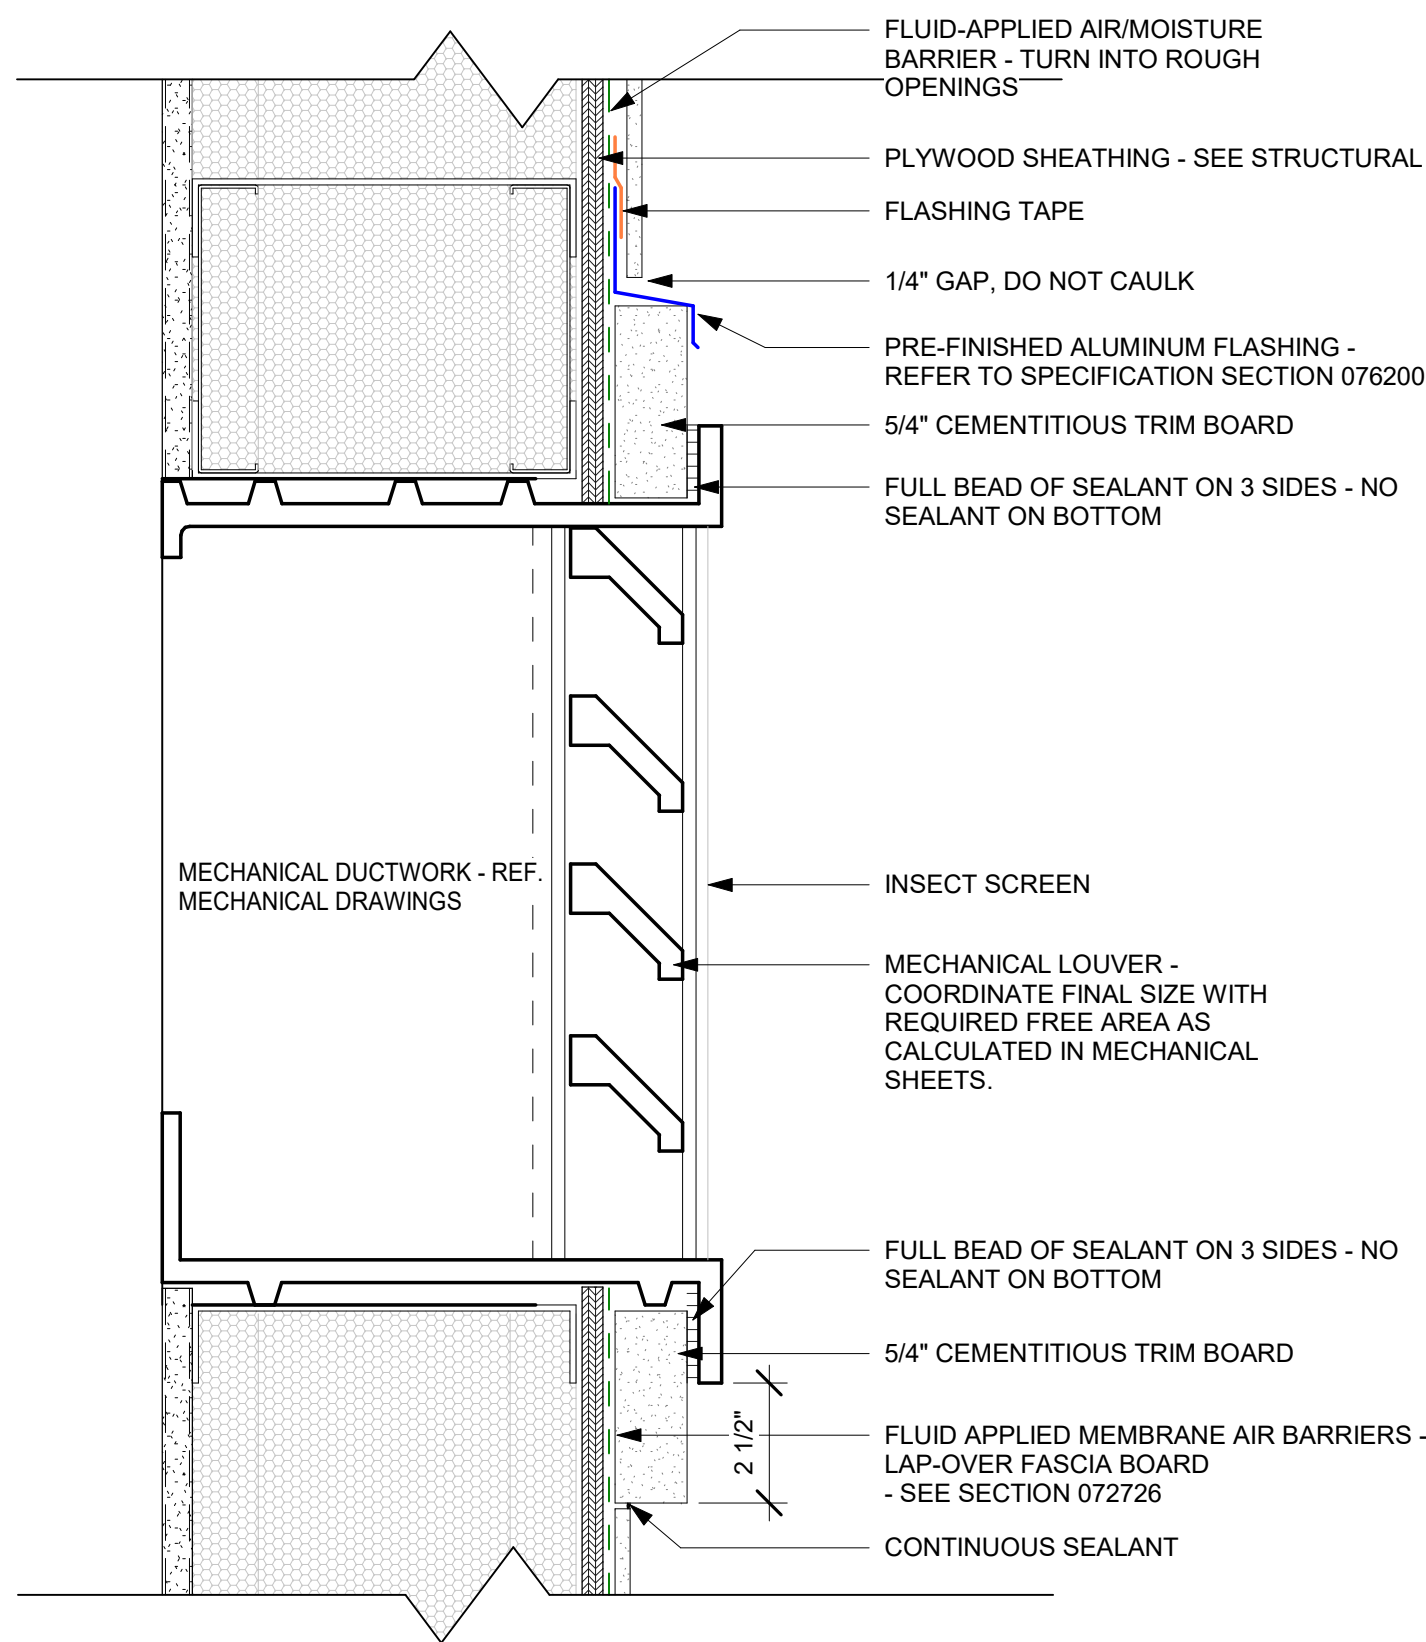 FLUID-APPLIED AIR/MOISTURE
BARRIER - TURN INTO ROUGH
OPENINGS
PLYWOOD SHEATHING - SEE STRUCTURAL
FLASHING TAPE
1/4" GAP, DO NOT CAULK
PRE-FINISHED ALUMINUM FLASHING -
REFER TO SPECIFICATION SECTION 076200
5/4" CEMENTITIOUS TRIM BOARD
FULL BEAD OF SEALANT ON 3 SIDES - NO
SEALANT ON BOTTOM
MECHANICAL DUCTWORK - REF.
MECHANICAL DRAWINGS
INSECT SCREEN
MECHANICAL LOUVER -
COORDINATE FINAL SIZE WITH
REQUIRED FREE AREA AS
CALCULATED IN MECHANICAL
SHEETS.
FULL BEAD OF SEALANT ON 3 SIDES - NO
SEALANT ON BOTTOM
5/4" CEMENTITIOUS TRIM BOARD
2 1/2"
FLUID APPLIED MEMBRANE AIR BARRIERS -
LAP-OVER FASCIA BOARD
- SEE SECTION 072726
CONTINUOUS SEALANT